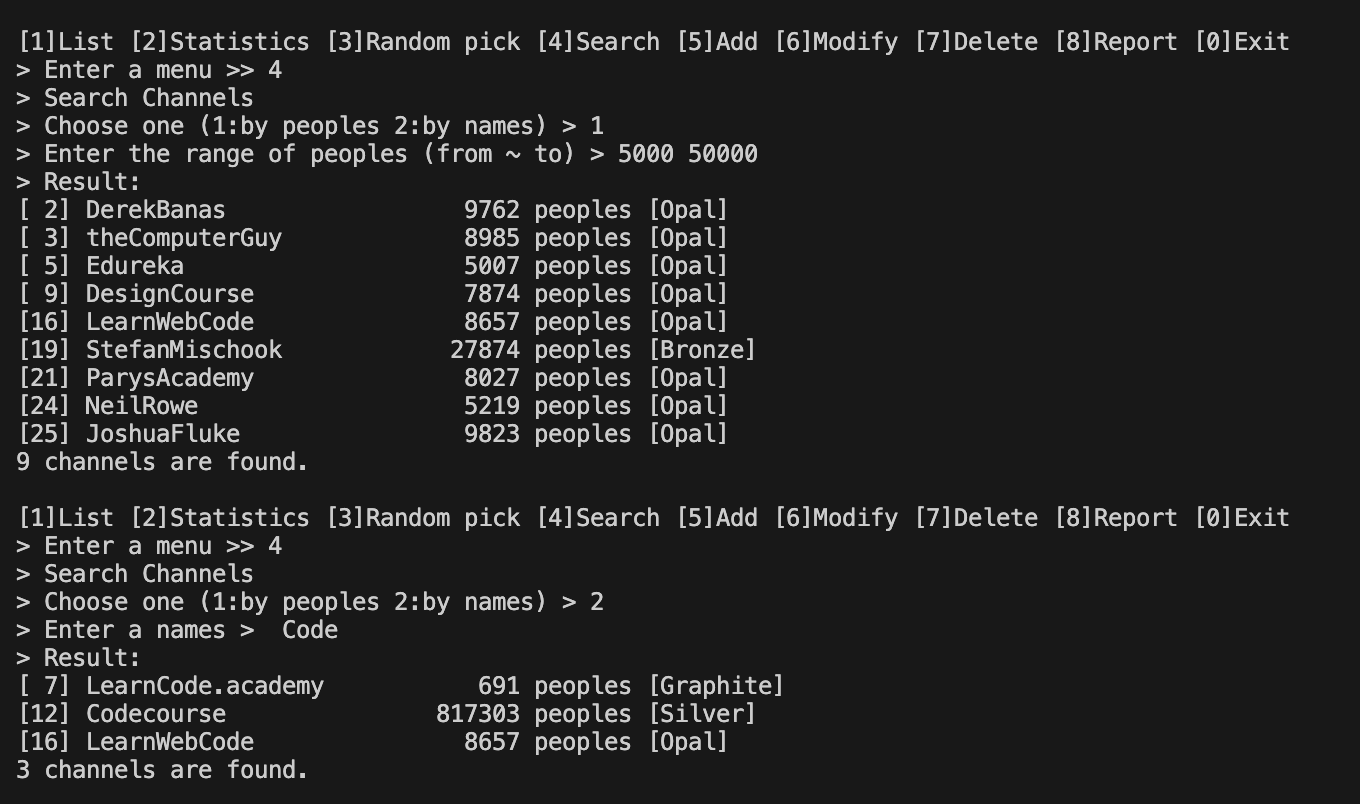 [1]List [2]Statistics [3]Random pick [4]Search [5]Add [6]Modify [7]Delete [8]Report [0]Exit
> Enter a menu >> 4
> Search Channels
> Choose one (1:by peoples 2:by names) > 1
> Enter the range of peoples (from ~ to) > 5000 50000
> Result:
[ 2] DerekBanas                 9762 peoples [Opal]
[ 3] theComputerGuy             8985 peoples [Opal]
[ 5] Edureka                    5007 peoples [Opal]
[ 9] DesignCourse               7874 peoples [Opal]
[16] LearnWebCode               8657 peoples [Opal]
[19] StefanMischook            27874 peoples [Bronze]
[21] ParysAcademy               8027 peoples [Opal]
[24] NeilRowe                   5219 peoples [Opal]
[25] JoshuaFluke                9823 peoples [Opal]
9 channels are found.

[1]List [2]Statistics [3]Random pick [4]Search [5]Add [6]Modify [7]Delete [8]Report [0]Exit
> Enter a menu >> 4
> Search Channels
> Choose one (1:by peoples 2:by names) > 2
> Enter a names >  Code
> Result:
[ 7] LearnCode.academy           691 peoples [Graphite]
[12] Codecourse               817303 peoples [Silver]
[16] LearnWebCode               8657 peoples [Opal]
3 channels are found.